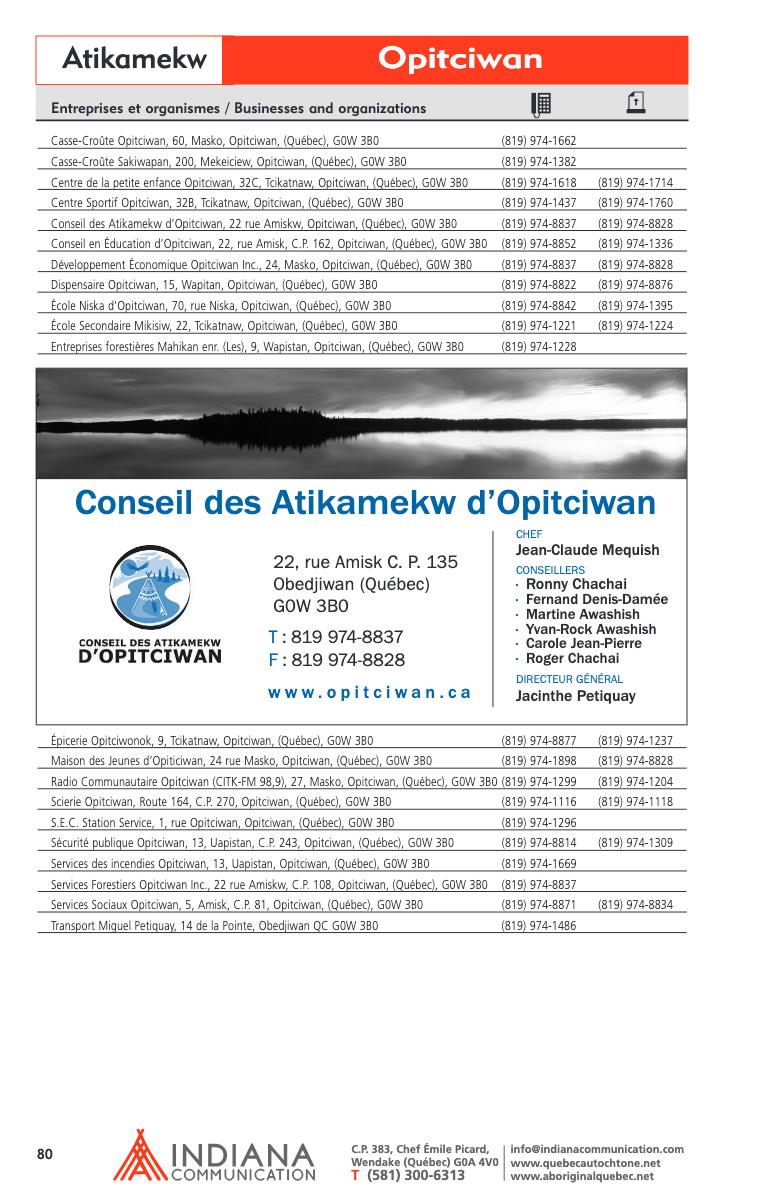 Atikamekw Opitciwan
Entreprises et organismes / Businesses and organizations
Casse-Croûte Opitciwan, 60, Masko, Opitciwan, (Québec), G0W 3B0 (819) 974-1662
Casse-Croûte Sakiwapan, 200, Mekeiciew, Opitciwan, (Québec), G0W 3B0 (819) 974-1382
Centre de la petite enfance Opitciwan, 32C, Tcikatnaw, Opitciwan, (Québec), G0W 3B0 (819) 974-1618 (819) 974-1714
Centre Sportif Opitciwan, 32B, Tcikatnaw, Opitciwan, (Québec), G0W 3B0 (819) 974-1437 (819) 974-1760
Conseil des Atikamekw d’Opitciwan, 22 rue Amiskw, Opitciwan, (Québec), G0W 3B0 (819) 974-8837 (819) 974-8828
Conseil en Éducation d’Opitciwan, 22, rue Amisk, C.P. 162, Opitciwan, (Québec), G0W 3B0 (819) 974-8852 (819) 974-1336
Développement Économique Opitciwan Inc., 24, Masko, Opitciwan, (Québec), G0W 3B0 (819) 974-8837 (819) 974-8828
Dispensaire Opitciwan, 15, Wapitan, Opitciwan, (Québec), G0W 3B0 (819) 974-8822 (819) 974-8876
École Niska d’Opitciwan, 70, rue Niska, Opitciwan, (Québec), G0W 3B0 (819) 974-8842 (819) 974-1395
École Secondaire Mikisiw, 22, Tcikatnaw, Opitciwan, (Québec), G0W 3B0 (819) 974-1221 (819) 974-1224
Entreprises forestières Mahikan enr. (Les), 9, Wapistan, Opitciwan, (Québec), G0W 3B0 (819) 974-1228
Conseil des Atikamekw d’Opitciwan
CONSEIL DES ATIKAMEKW
D’OPITCIWAN
22, rue Amisk C. P. 135
Obedjiwan (Québec)
G0W 3B0
T : 819 974-8837
F : 819 974-8828
www.opitciwan.ca
CHEF
Jean-Claude Mequish
CONSEILLERS
· Ronny Chachai
· Fernand Denis-Damée
· Martine Awashish
· Yvan-Rock Awashish
· Carole Jean-Pierre
· Roger Chachai
DIRECTEUR GÉNÉRAL
Jacinthe Petiquay
Épicerie Opitciwonok, 9, Tcikatnaw, Opitciwan, (Québec), G0W 3B0 (819) 974-8877 (819) 974-1237
Maison des Jeunes d’Opiticiwan, 24 rue Masko, Opitciwan, (Québec), G0W 3B0 (819) 974-1898 (819) 974-8828
Radio Communautaire Opitciwan (CITK-FM 98,9), 27, Masko, Opitciwan, (Québec), G0W 3B0 (819) 974-1299 (819) 974-1204
Scierie Opitciwan, Route 164, C.P. 270, Opitciwan, (Québec), G0W 3B0 (819) 974-1116 (819) 974-1118
S.E.C. Station Service, 1, rue Opitciwan, Opitciwan, (Québec), G0W 3B0 (819) 974-1296
Sécurité publique Opitciwan, 13, Uapistan, C.P. 243, Opitciwan, (Québec), G0W 3B0 (819) 974-8814 (819) 974-1309
Services des incendies Opitciwan, 13, Uapistan, Opitciwan, (Québec), G0W 3B0 (819) 974-1669
Services Forestiers Opitciwan Inc., 22 rue Amiskw, C.P. 108, Opitciwan, (Québec), G0W 3B0 (819) 974-8837
Services Sociaux Opitciwan, 5, Amisk, C.P. 81, Opitciwan, (Québec), G0W 3B0 (819) 974-8871 (819) 974-8834
Transport Miguel Petiquay, 14 de la Pointe, Obedjiwan QC G0W 3B0 (819) 974-1486
80
INDIANA
COMMUNICATION
C.P. 383, Chef Émile Picard,
Wendake (Québec) G0A 4V0
T (581) 300-6313
info@indianacommunication.com
www.quebecautochtone.net
www.aboriginalquebec.net